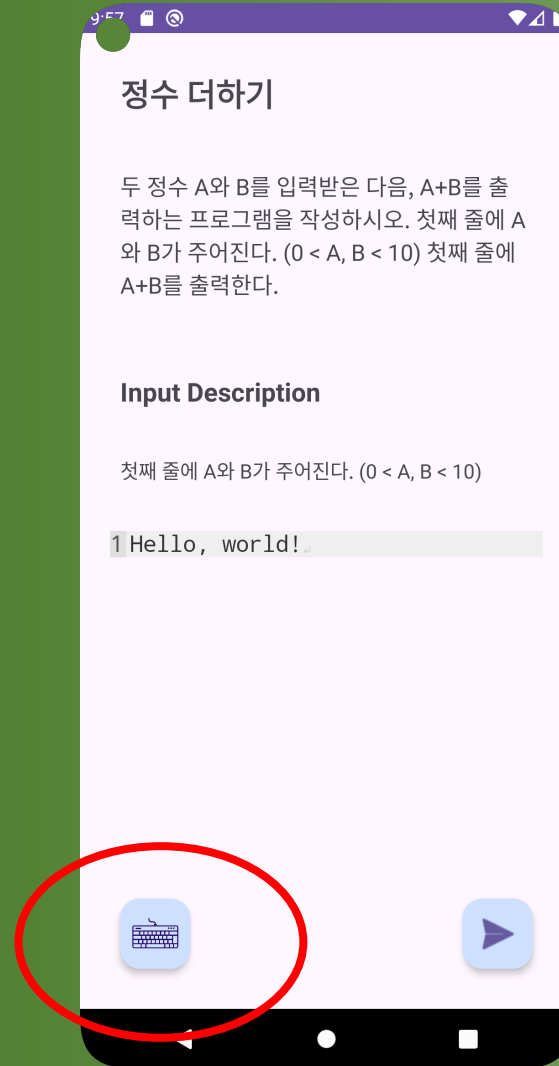 9:57
정수 더하기
두 정수 A와 B를 입력받은 다음, A+B를 출
력하는 프로그램을 작성하시오. 첫째 줄에 A
와 B가 주어진다. (0 < A, B < 10) 첫째 줄에
A+B를 출력한다.
Input Description
첫째 줄에 A와 B가 주어진다. (0 < A, B < 10)
1 Hello, world!